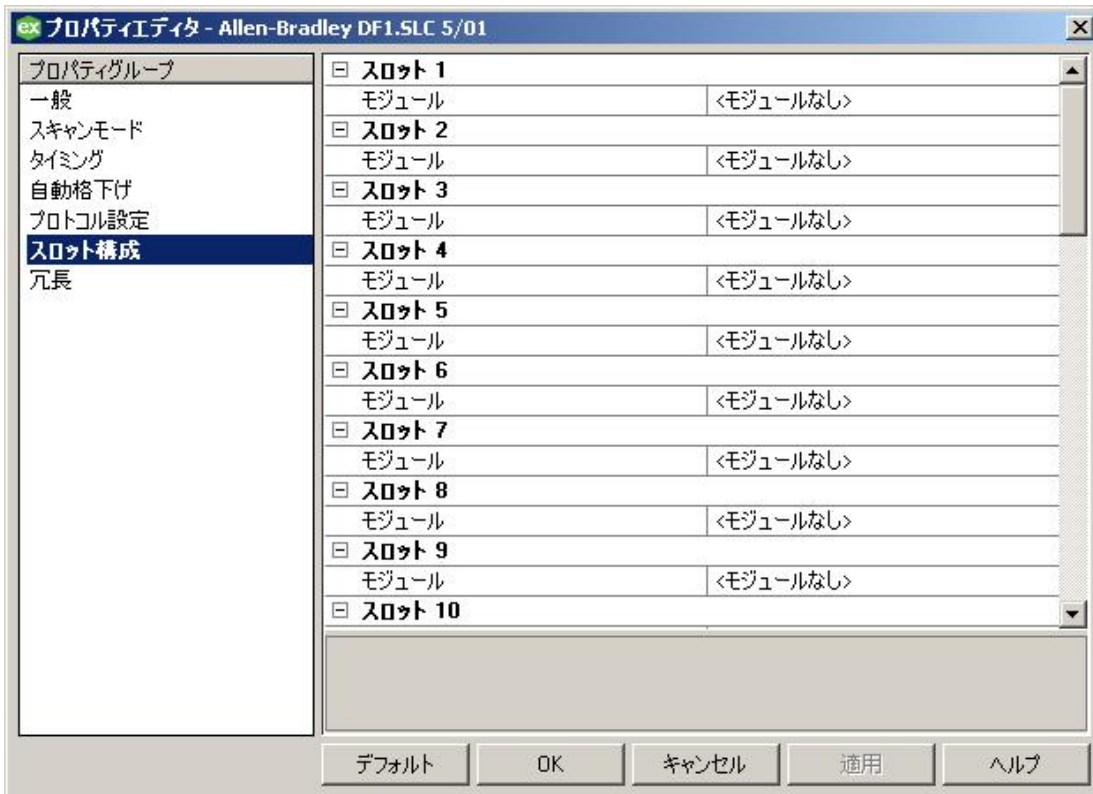 ex プロパティエディタ - Allen-Bradley DF1.SLC 5/01
プロパティグループ
一般
スキャンモード
タイミング
自動格下げ
プロトコル設定
スロット構成
冗長
スロット 1
モジュール <モジュールなし>
スロット 2
モジュール <モジュールなし>
スロット 3
モジュール <モジュールなし>
スロット 4
モジュール <モジュールなし>
スロット 5
モジュール <モジュールなし>
スロット 6
モジュール <モジュールなし>
スロット 7
モジュール <モジュールなし>
スロット 8
モジュール <モジュールなし>
スロット 9
モジュール <モジュールなし>
スロット 10
デフォルト OK キャンセル 適用 ヘルプ